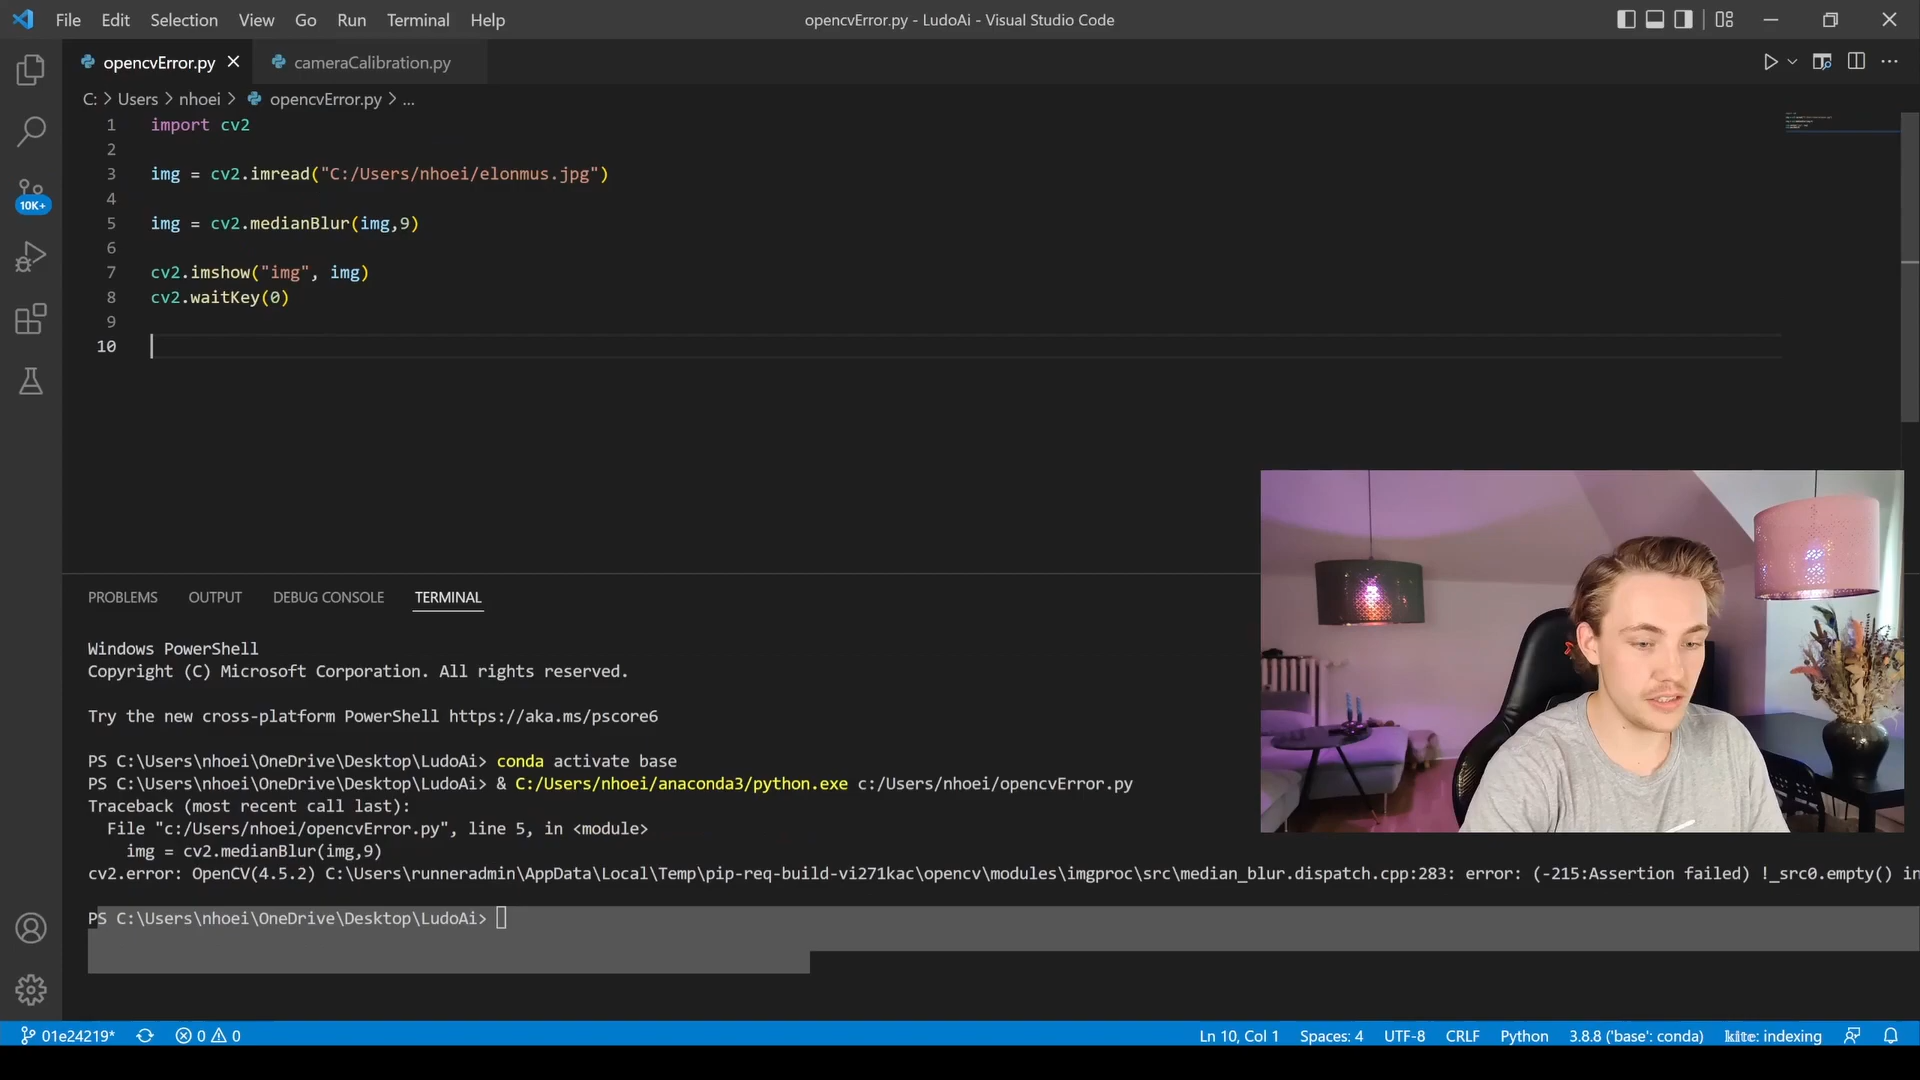 File Edit Selection View Go Run Terminal Help
opencvError.py - LudoAi - Visual Studio Code
opencvError.py
cameraCalibration.py
C: > Users > nhoei > opencvError.py > ...
1 import cv2
2
3 img = cv2.imread("C:/Users/nhoei/elonmus.jpg")
4
5 img = cv2.medianBlur(img,9)
6
7 cv2.imshow("img", img)
8 cv2.waitKey(0)
9
10
10K+
PROBLEMS OUTPUT DEBUG CONSOLE TERMINAL
Windows PowerShell
Copyright (C) Microsoft Corporation. All rights reserved.
Try the new cross-platform PowerShell https://aka.ms/pscore6
PS C:\Users\nhoei\OneDrive\Desktop\LudoAi> conda activate base
PS C:\Users\nhoei\OneDrive\Desktop\LudoAi> & C:/Users/nhoei/anaconda3/python.exe c:/Users/nhoei/opencvError.py
Traceback (most recent call last):
File "c:/Users/nhoei/opencvError.py", line 5, in <module>
img = cv2.medianBlur(img,9)
cv2.error: OpenCV(4.5.2) C:\Users\runneradmin\AppData\Local\Temp\pip-req-build-vi271kac\opencv\modules\imgproc\src\median_blur.dispatch.cpp:283: error: (-215:Assertion failed) !_src0.empty() in
PS C:\Users\nhoei\OneDrive\Desktop\LudoAi>
01e24219* 0 0 Ln 10, Col 1 Spaces: 4 UTF-8 CRLF Python 3.8.8 ('base': conda) kite: indexing